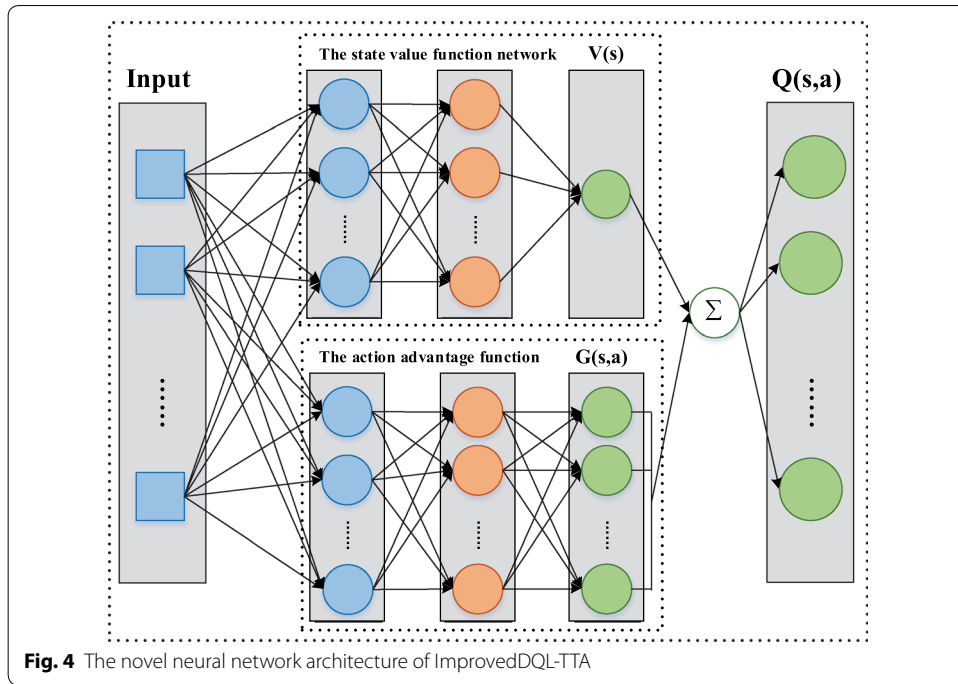 Input
The state value function network
V(s)
Q(s,a)
Σ
The action advantage function
G(s,a)
Fig. 4 The novel neural network architecture of ImprovedDQL-TTA